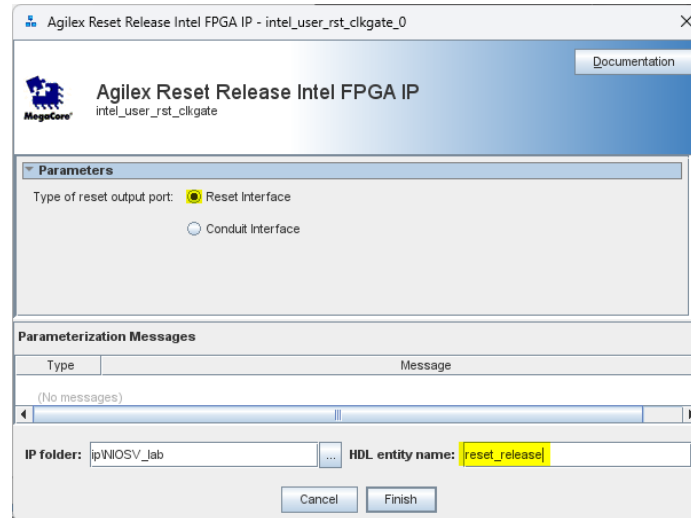 Agilex Reset Release Intel FPGA IP - intel_user_rst_clkgate_0
Documentation
Agilex Reset Release Intel FPGA IP
intel_user_rst_clkgate
MegaCore®
Parameters
Type of reset output port: Reset Interface
Conduit Interface
Parameterization Messages
Type Message
(No messages)
IP folder: ip\NIOSV_lab ... HDL entity name: reset_release
Cancel Finish